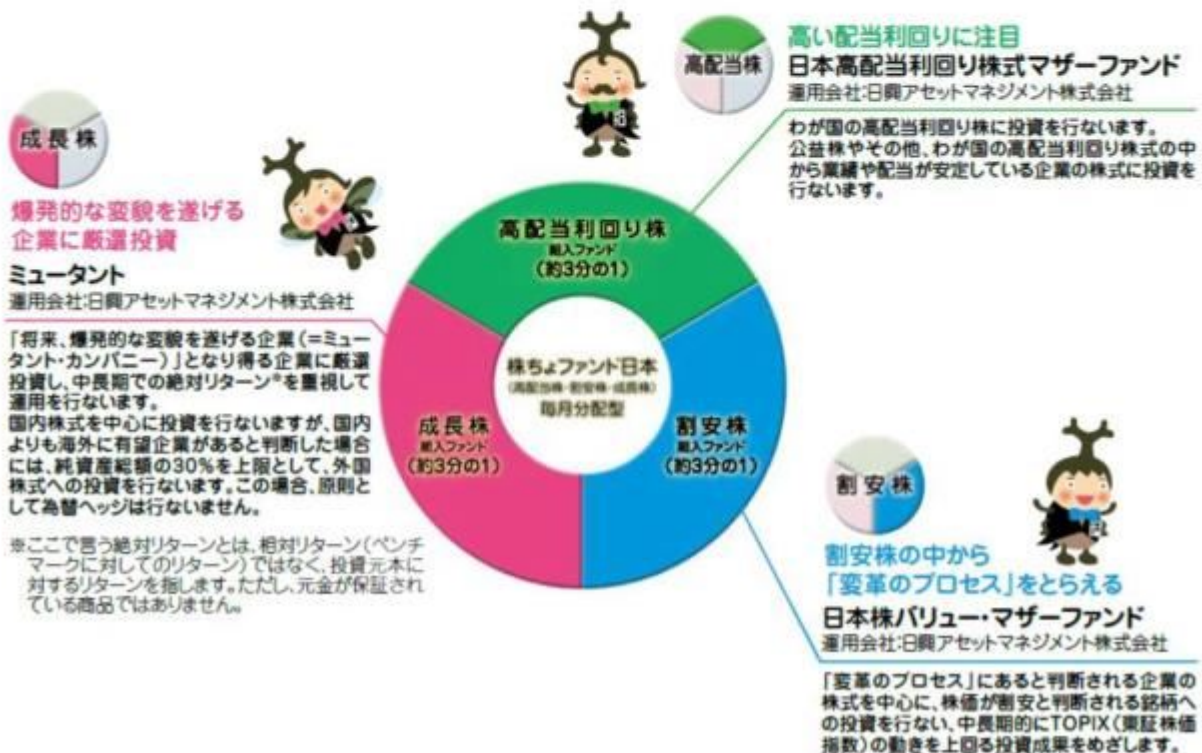 高配当株
高い配当利回りに注目
日本高配当利回り株式マザーファンド
運用会社:日興アセットマネジメント株式会社
わが国の高配当利回り株に投資を行ないます。
公益株やその他、わが国の高配当利回り株式の中
から業績や配当が安定している企業の株式に投資を
行ないます。
成長株
爆発的な変貌を遂げる
企業に厳選投資
ミュータント
運用会社:日興アセットマネジメント株式会社
「将来、爆発的な変貌を遂げる企業(=ミュー
タント・カンパニー)」となり得る企業に厳選
投資し、中長期での絶対リターン※を重視して
運用を行ないます。
国内株式を中心に投資を行ないますが、国内
よりも海外に有望企業があると判断した場合
には、純資産総額の30%を上限として、外国
株式への投資を行ないます。この場合、原則と
して為替ヘッジは行ないません。
※ここで言う絶対リターンとは、相対リターン(ベンチ
マークに対してのリターン)ではなく、投資元本に
対するリターンを指します。ただし、元金が保証され
ている商品ではありません。
高配当利回り株
組入ファンド
(約3分の1)
株ちょファンド日本
(高配当株・割安株・成長株)
毎月分配型
成長株
組入ファンド
(約3分の1)
割安株
組入ファンド
(約3分の1)
割安株
割安株の中から
「変革のプロセス」をとらえる
日本株バリュー・マザーファンド
運用会社:日興アセットマネジメント株式会社
「変革のプロセス」にあると判断される企業の
株式を中心に、株価が割安と判断される銘柄へ
の投資を行ない、中長期的にTOPIX(東証株価
指数)の動きを上回る投資成果をめざします。